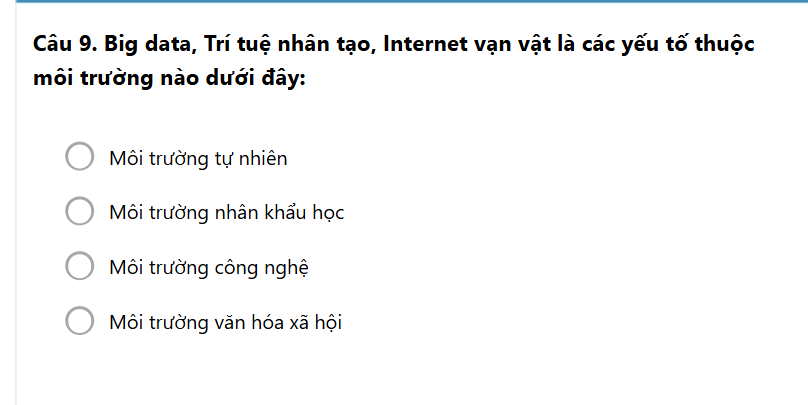 Câu 9. Big data, Trí tuệ nhân tạo, Internet vạn vật là các yếu tố thuộc
môi trường nào dưới đây:
Môi trường tự nhiên
Môi trường nhân khẩu học
Môi trường công nghệ
Môi trường văn hóa xã hội